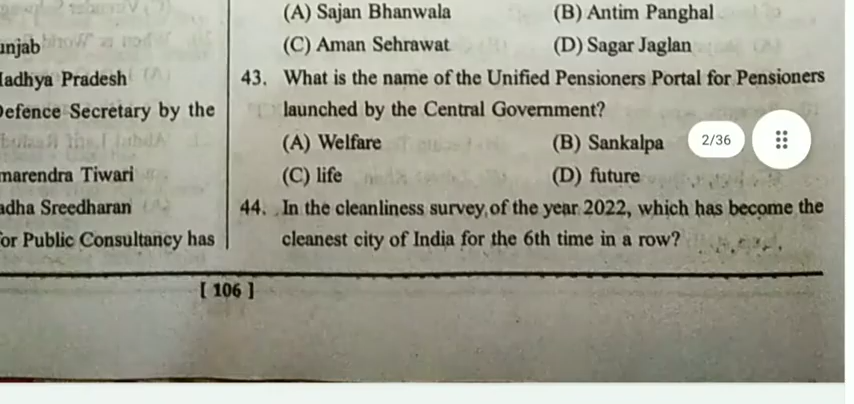 unjab
Madhya Pradesh
Defence Secretary by the
marendra Tiwari
adha Sreedharan
for Public Consultancy has
(A) Sajan Bhanwala (B) Antim Panghal
(C) Aman Sehrawat (D) Sagar Jaglan
43. What is the name of the Unified Pensioners Portal for Pensioners
launched by the Central Government?
(A) Welfare (B) Sankalpa
(C) life (D) future
44. In the cleanliness survey of the year 2022, which has become the
cleanest city of India for the 6th time in a row?
2/36
[ 106 ]